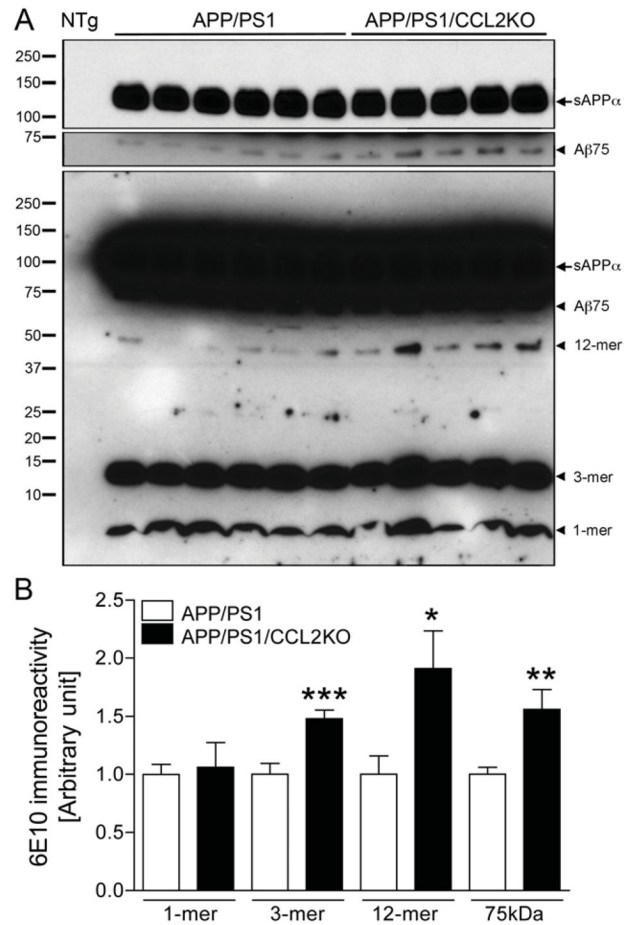 A
NTg APP/PS1 APP/PS1/CCL2KO
250
150
100
sAPPα
75
Aβ75
250
150
100
sAPPα
75
Aβ75
50
12-mer
37
25
20
15
3-mer
10
1-mer
B
6E10 immunoreactivity
[Arbitrary unit]
2.5
2.0
1.5
1.0
0.5
0.0
APP/PS1
APP/PS1/CCL2KO
***
*
**
1-mer 3-mer 12-mer 75kDa